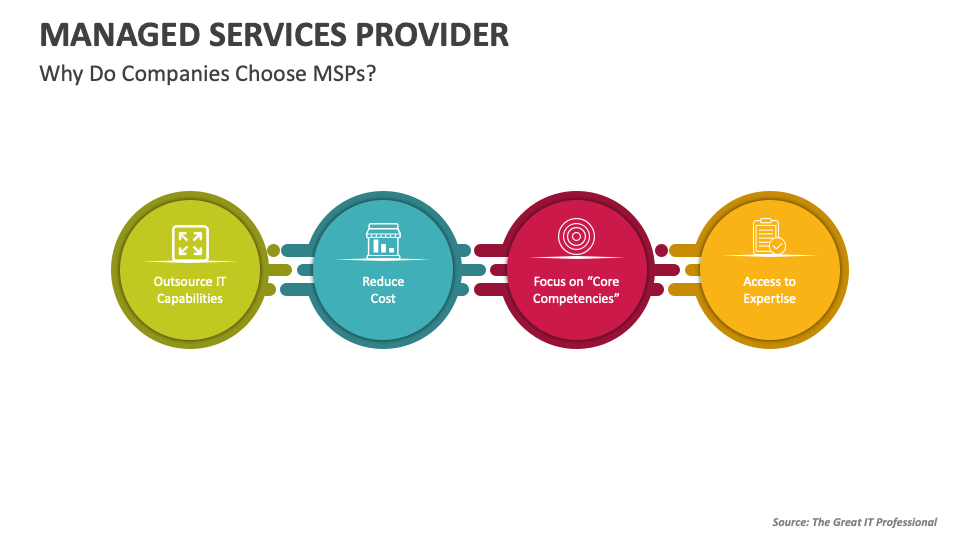 MANAGED SERVICES PROVIDER
Why Do Companies Choose MSPs?
Outsource IT
Capabilities
Reduce
Cost
Focus on “Core
Competencies”
Access to
Expertise
Source: The Great IT Professional